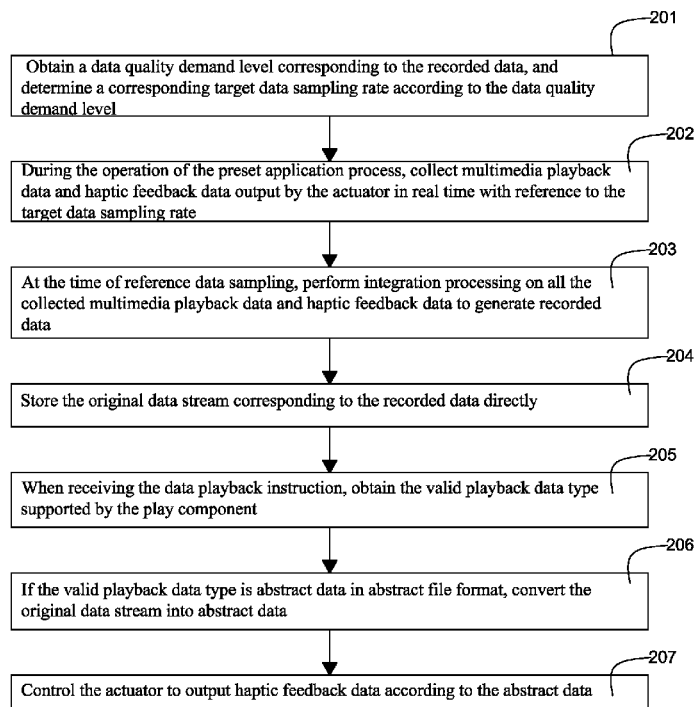 201
Obtain a data quality demand level corresponding to the recorded data, and
determine a corresponding target data sampling rate according to the data quality
demand level
202
During the operation of the preset application process, collect multimedia playback
data and haptic feedback data output by the actuator in real time with reference to the
target data sampling rate
203
At the time of reference data sampling, perform integration processing on all the
collected multimedia playback data and haptic feedback data to generate recorded
data
204
Store the original data stream corresponding to the recorded data directly
205
When receiving the data playback instruction, obtain the valid playback data type
supported by the play component
206
If the valid playback data type is abstract data in abstract file format, convert the
original data stream into abstract data
207
Control the actuator to output haptic feedback data according to the abstract data